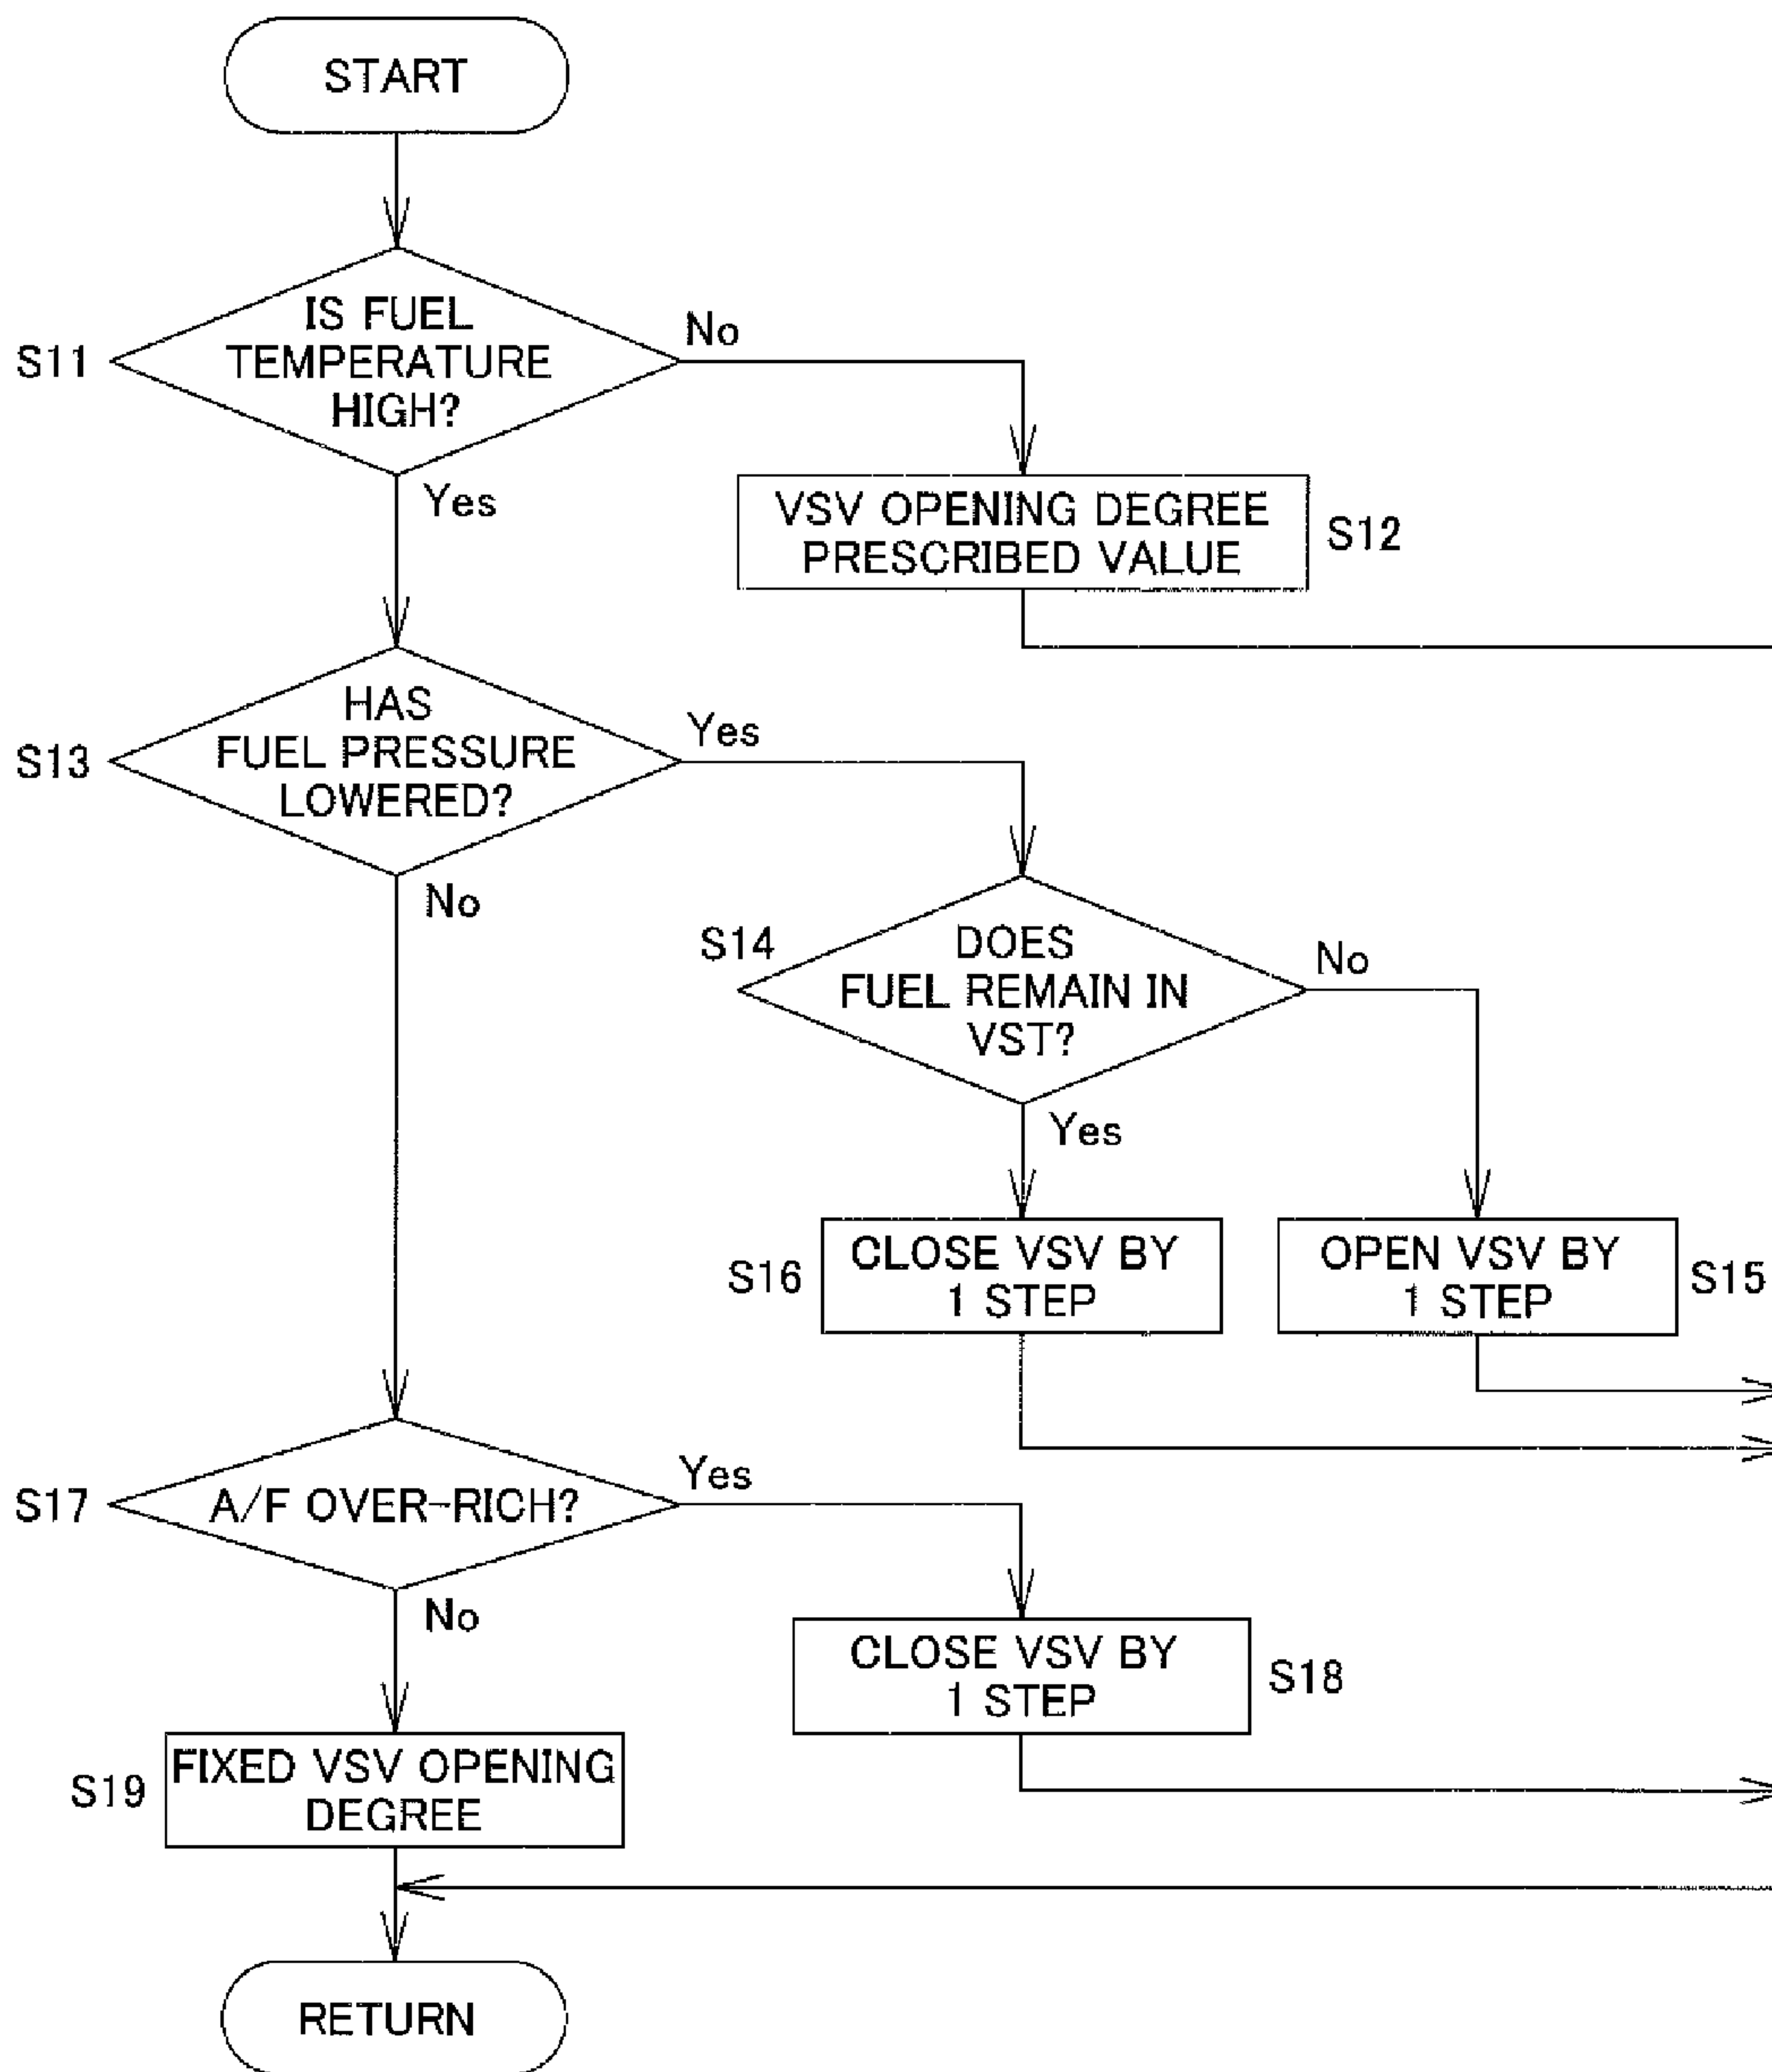 START
IS FUEL
TEMPERATURE
HIGH?
S11
No
Yes
VSV OPENING DEGREE
PRESCRIBED VALUE
S12
HAS
FUEL PRESSURE
LOWERED?
S13
Yes
No
S14
DOES
FUEL REMAIN IN
VST?
No
Yes
S16
CLOSE VSV BY
1 STEP
OPEN VSV BY
1 STEP
S15
S17
A/F OVER-RICH?
Yes
No
CLOSE VSV BY
1 STEP
S18
S19
FIXED VSV OPENING
DEGREE
RETURN